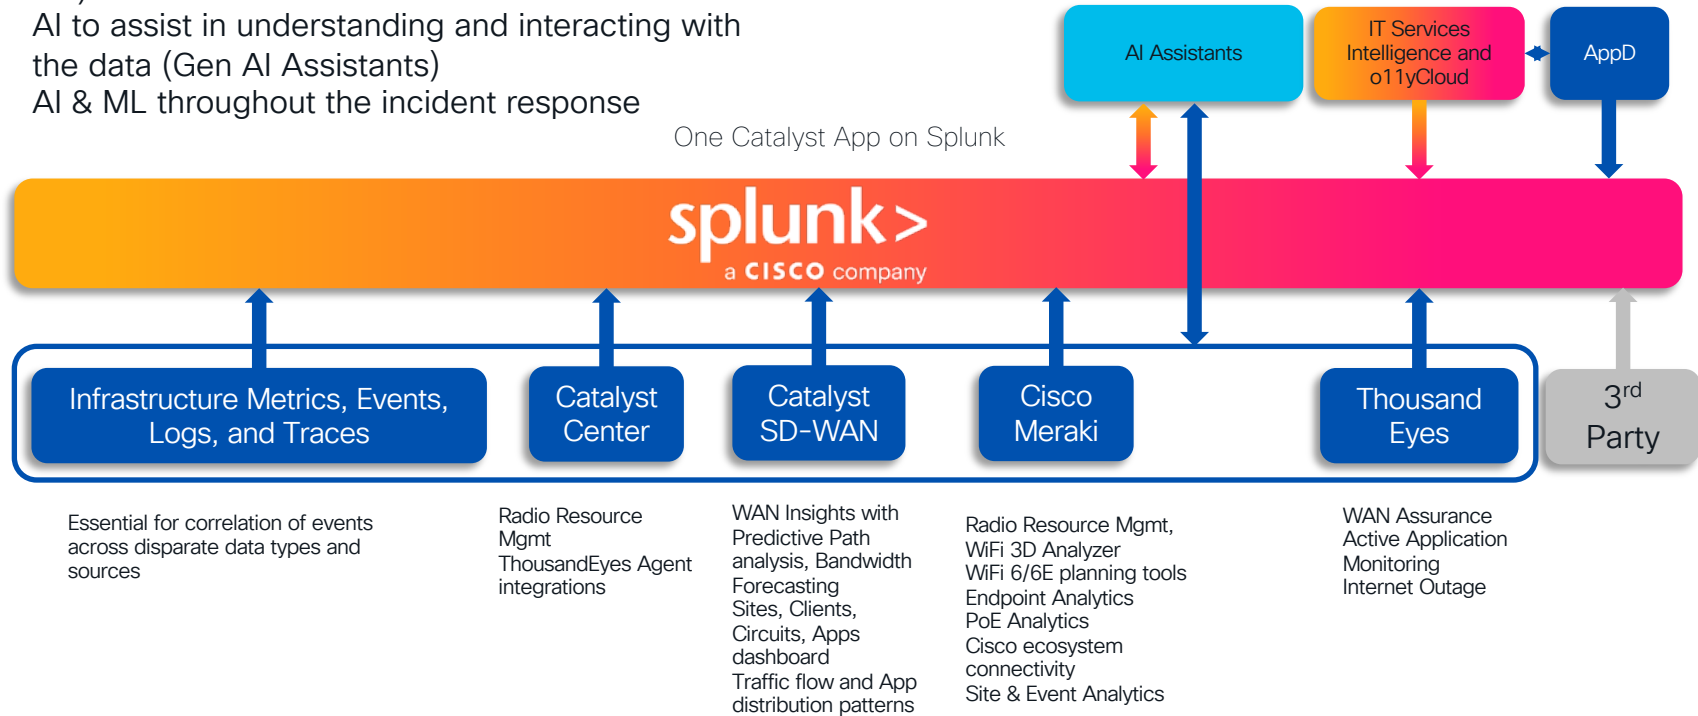 AI to assist in understanding and interacting with
the data (Gen AI Assistants)
AI & ML throughout the incident response
AI Assistants
IT Services
Intelligence and
o11yCloud
AppD
One Catalyst App on Splunk
splunk>
a CISCO company
Infrastructure Metrics, Events,
Logs, and Traces
Catalyst
Center
Catalyst
SD-WAN
Cisco
Meraki
Thousand
Eyes
3rd
Party
Essential for correlation of events
across disparate data types and
sources
Radio Resource
Mgmt
ThousandEyes Agent
integrations
WAN Insights with
Predictive Path
analysis, Bandwidth
Forecasting
Sites, Clients,
Circuits, Apps
dashboard
Traffic flow and App
distribution patterns
Radio Resource Mgmt,
WiFi 3D Analyzer
WiFi 6/6E planning tools
Endpoint Analytics
PoE Analytics
Cisco ecosystem
connectivity
Site & Event Analytics
WAN Assurance
Active Application
Monitoring
Internet Outage